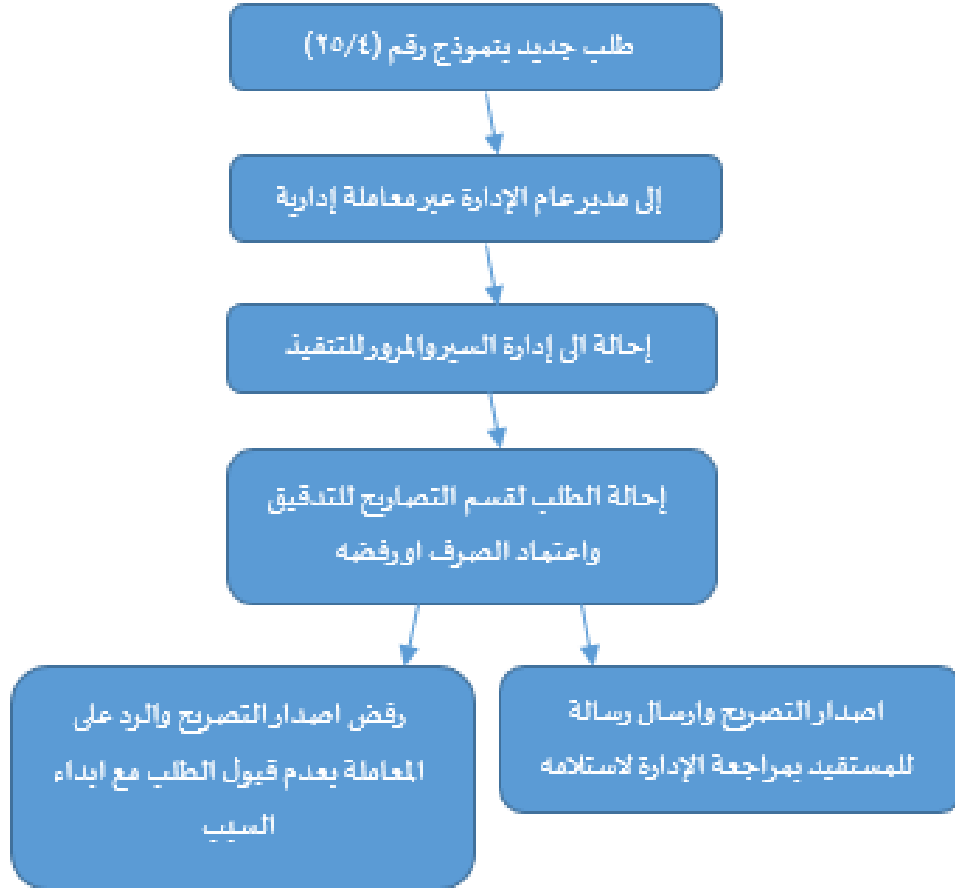 طلب جديد بنموذج رقم (٢٥/٤)
إلى مدير عام الإدارة عبر معاملة إدارية
إحالة الى إدارة السير والمرور للتنفيذ
إحالة الطلب لقسم التصاريح للتدقيق
واعتماد الصرف او رفضه
اصدار التصريح وارسال رسالة
للمستفيد بمراجعة الإدارة لاستلامه
رفض اصدار التصريح والرد على
المعاملة بعدم قبول الطلب مع ابداء
السبب